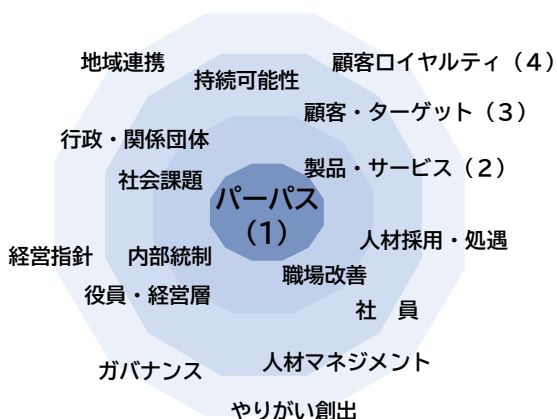 地域連携
顧客ロイヤルティ（４）
持続可能性
顧客・ターゲット（３）
行政・関係団体
製品・サービス（２）
社会課題
パーパス
（１）
人材採用・処遇
経営指針
内部統制
職場改善
役員・経営層
社　員
人材マネジメント
ガバナンス
やりがい創出